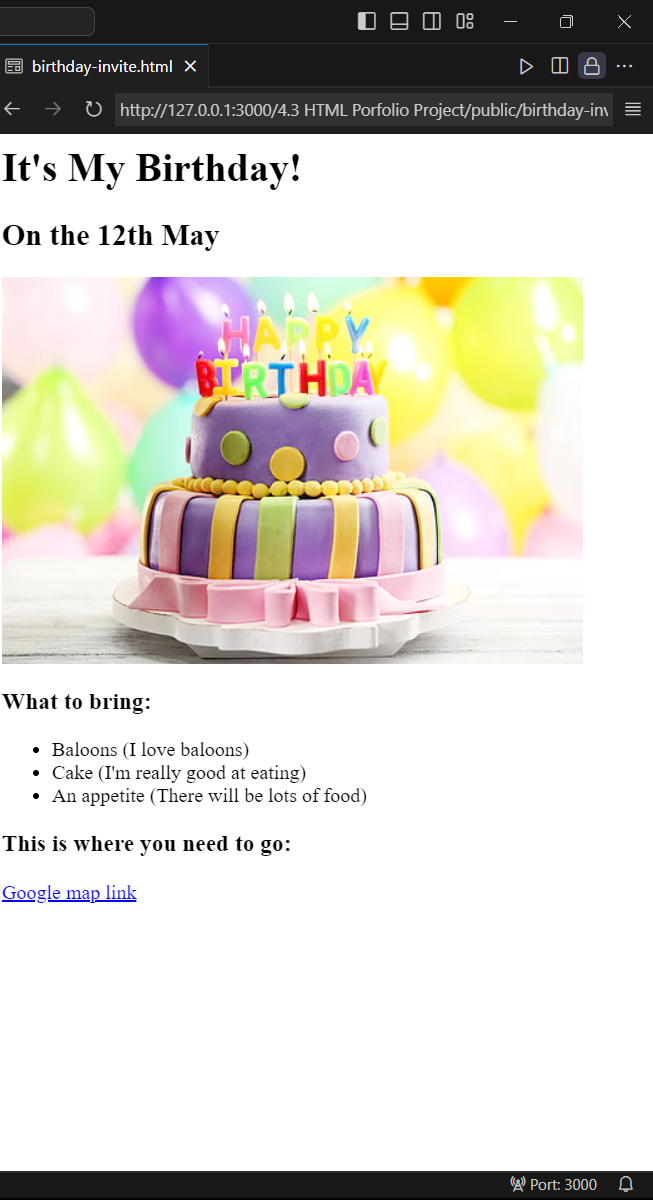 birthday-invite.html
http://127.0.0.1:3000/4.3 HTML Porfolio Project/public/birthday-inv
It's My Birthday!
On the 12th May
HAPPY
BIRTHDAY
What to bring:
Baloons (I love baloons)
Cake (I'm really good at eating)
An appetite (There will be lots of food)
This is where you need to go:
Google map link
Port: 3000